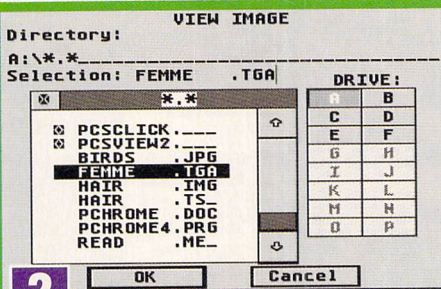 VIEW IMAGE
Directory:
A:\*.*
Selection: FEMME .TGA
DRIVE:
*.*
PCSCLICK.___
PCSVIEW2.___
BIRDS .JPG
FEMME .TGA
HAIR .IMG
HAIR .TS_
PCHROME .DOC
PCHROME4.PRG
READ .ME_
A B
C D
E F
G H
I J
K L
M N
O P
OK Cancel
2